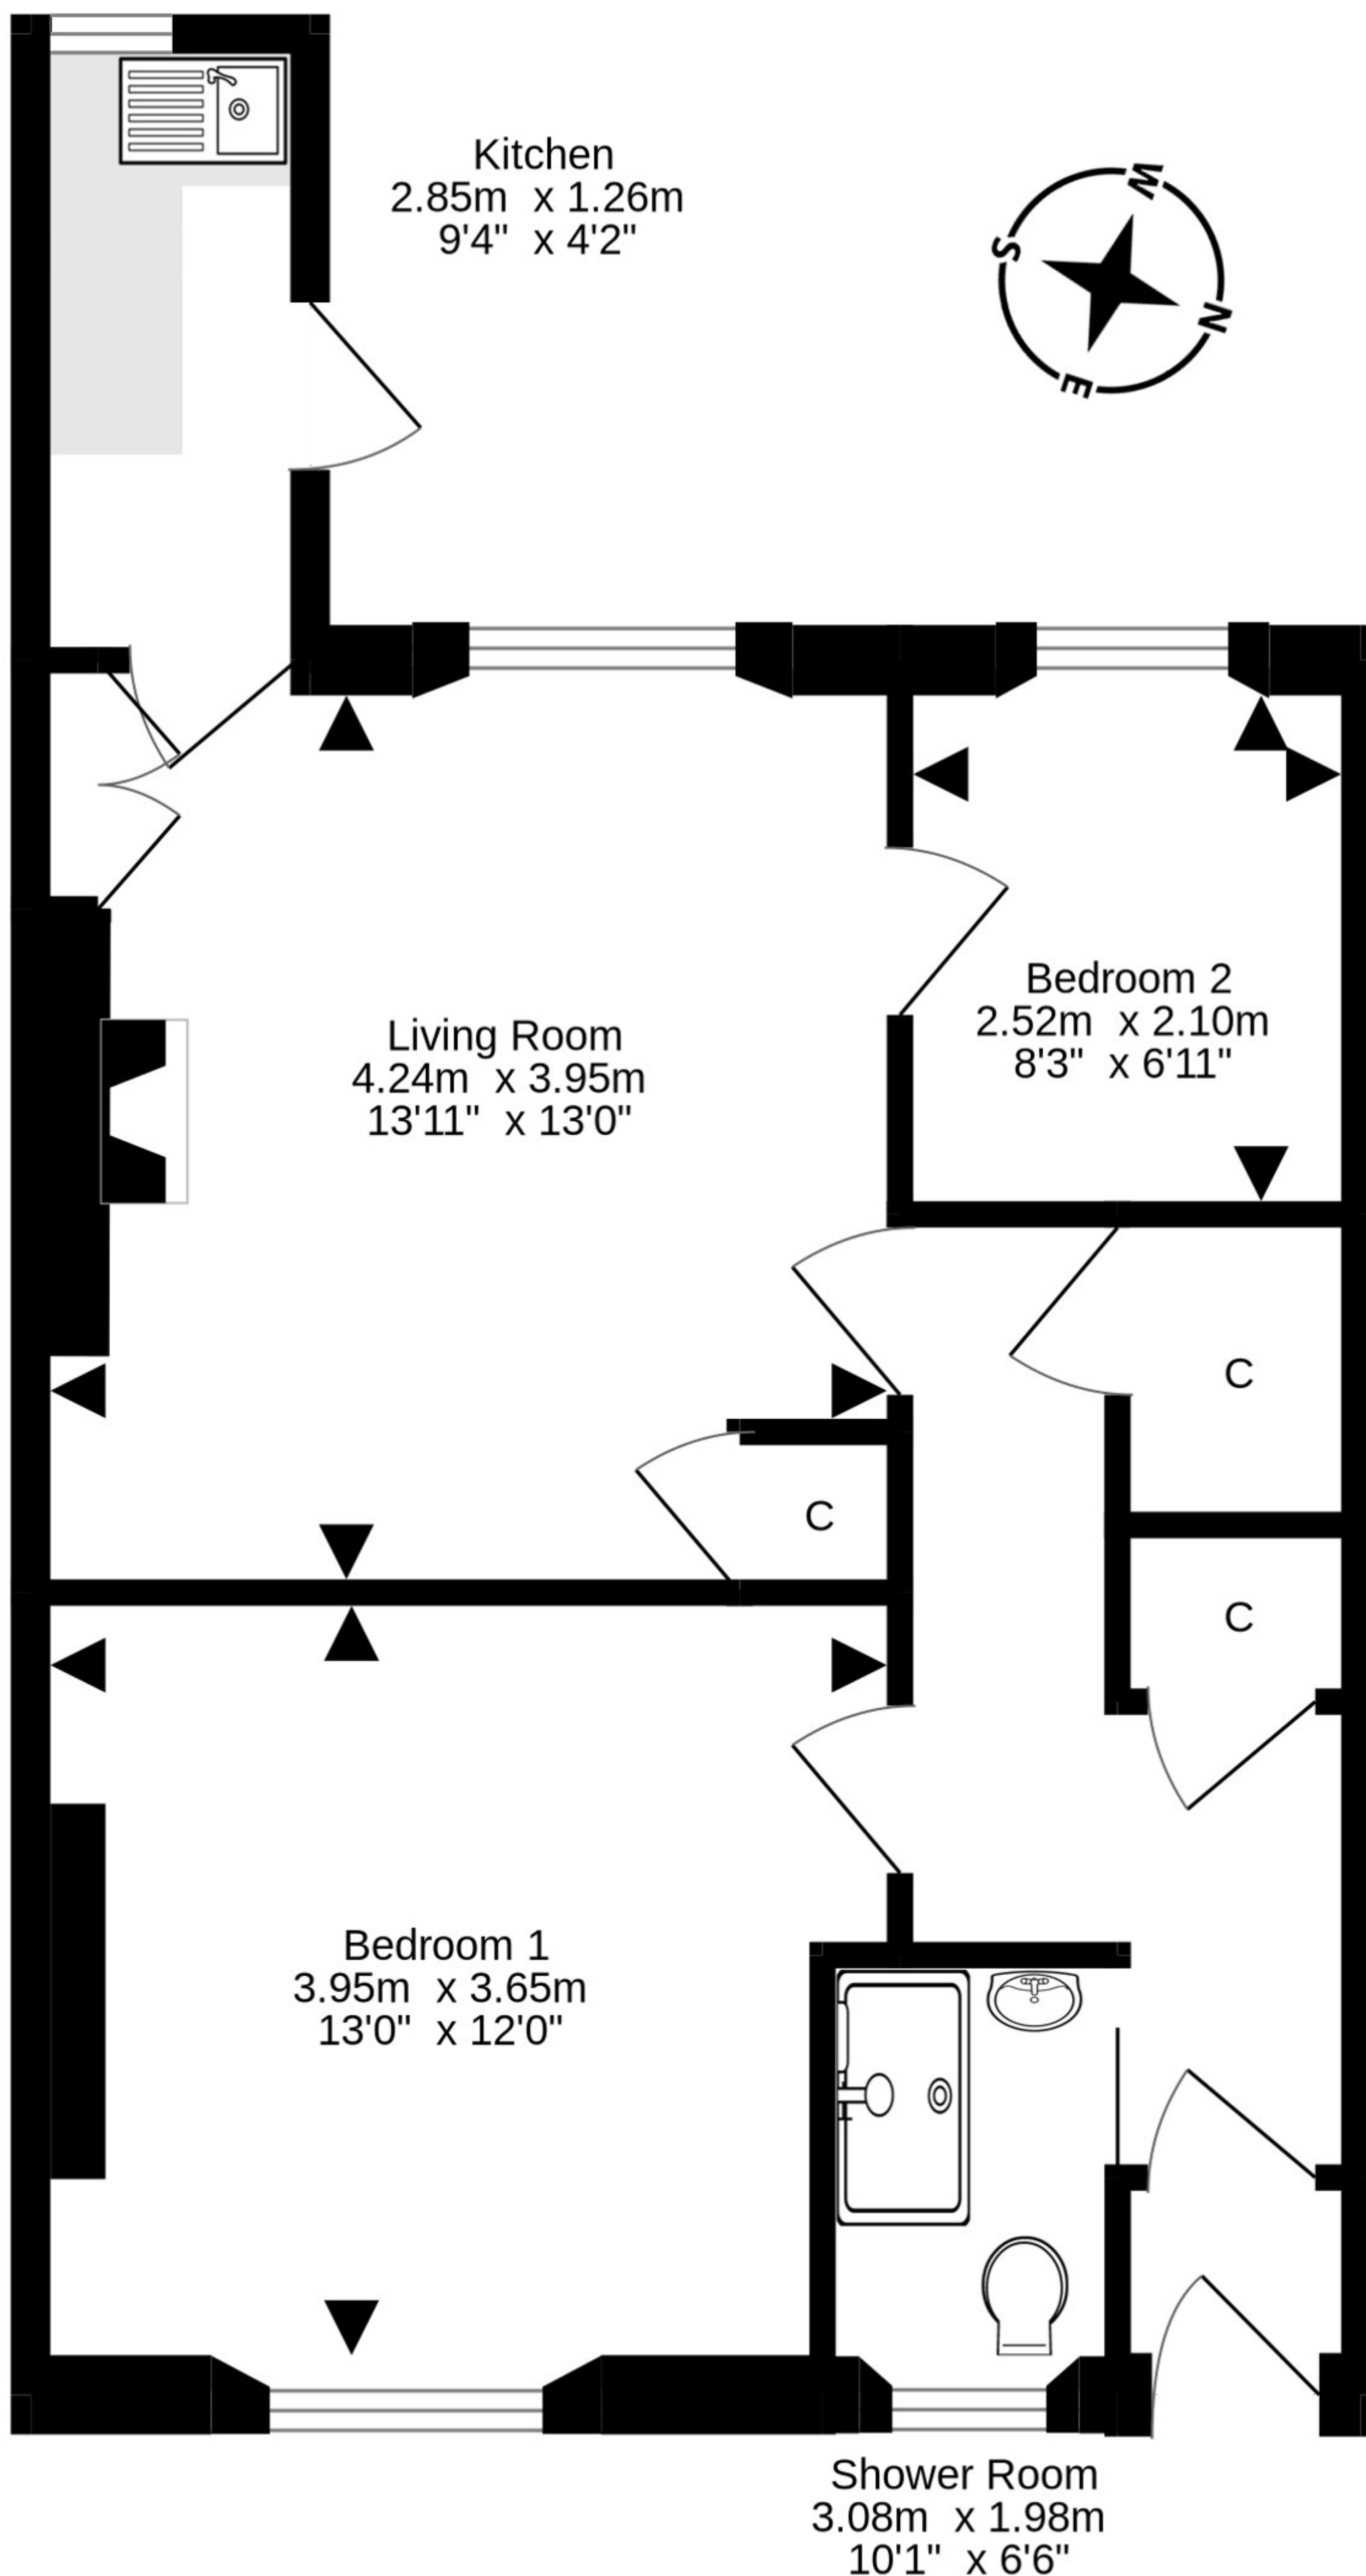 Kitchen
2.85m x 1.26m
9'4" x 4'2"
W
S
N
E
Bedroom 2
2.52m x 2.10m
8'3" x 6'11"
Living Room
4.24m x 3.95m
13'11" x 13'0"
C
C
C
Bedroom 1
3.95m x 3.65m
13'0" x 12'0"
Shower Room
3.08m x 1.98m
10'1" x 6'6"